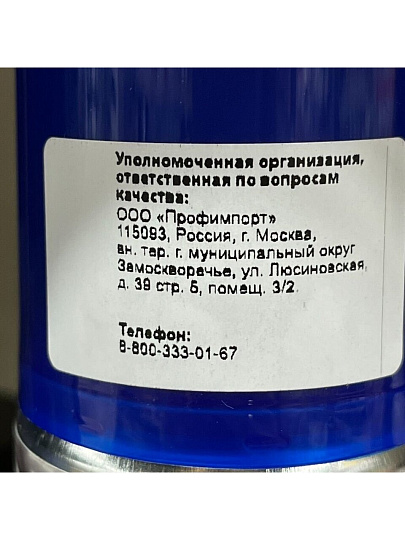 Уполномоченная организация,
ответственная по вопросам
качества:
ООО «Профимпорт»
115093, Россия, г. Москва,
вн. тер. г. муниципальный округ
Замоскворечье, ул. Люсиновская,
д. 39 стр. 5, помещ. 3/2.
Телефон:
8-800-333-01-67